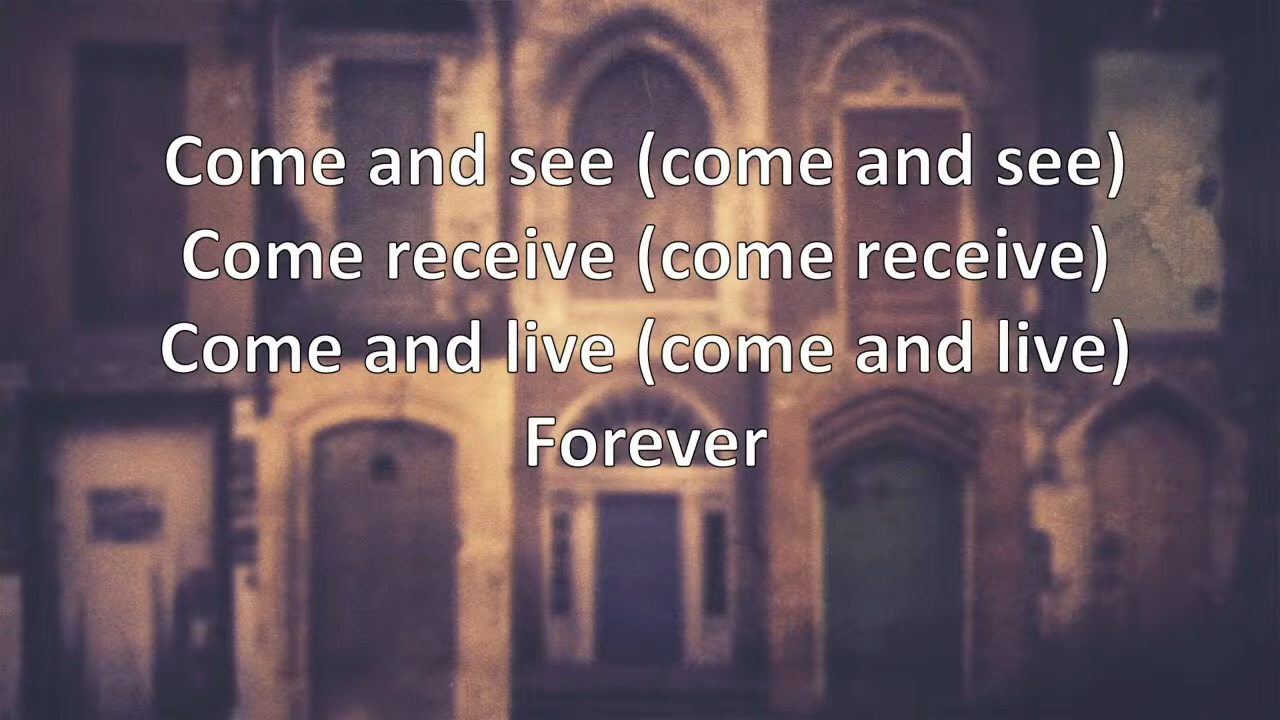 Come and see (come and see)
Come receive (come receive)
Come and live (come and live)
Forever